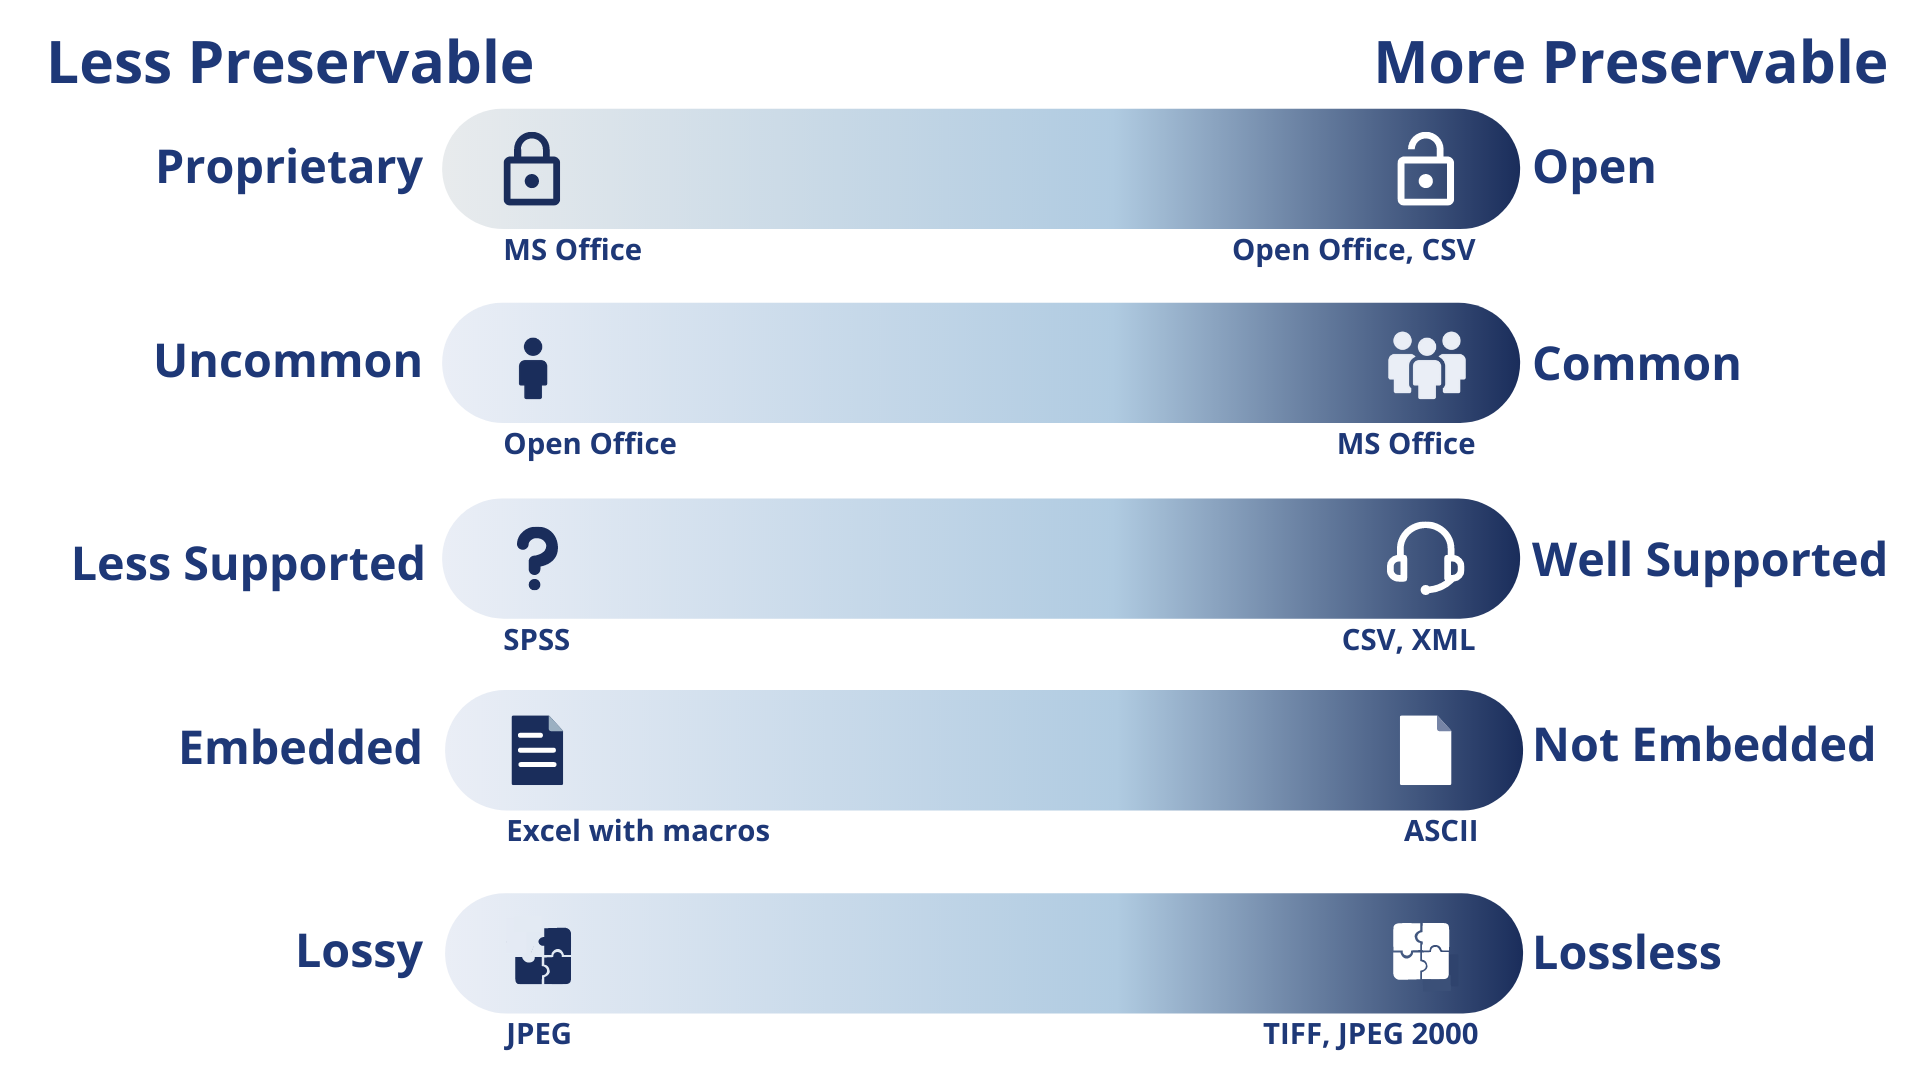 Less Preservable
More Preservable
Proprietary
Open
MS Office
Open Office, CSV
Uncommon
Common
Open Office
MS Office
Less Supported
Well Supported
SPSS
CSV, XML
Embedded
Not Embedded
Excel with macros
ASCII
Lossy
Lossless
JPEG
TIFF, JPEG 2000